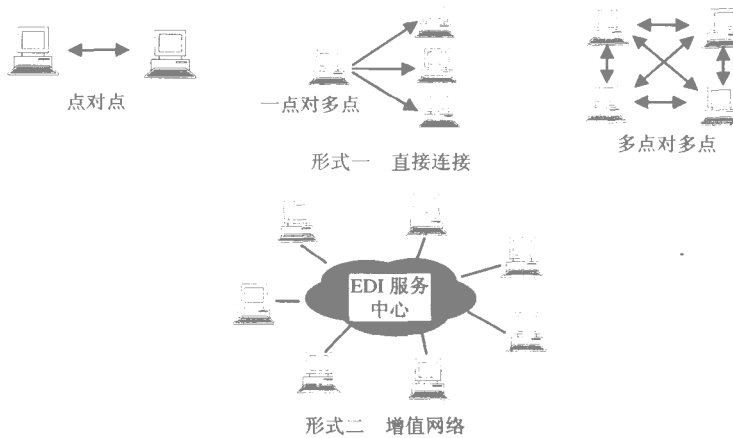 点对点
一点对多点
多点对多点
形式一 直接连接
EDI 服务
中心
形式二 增值网络